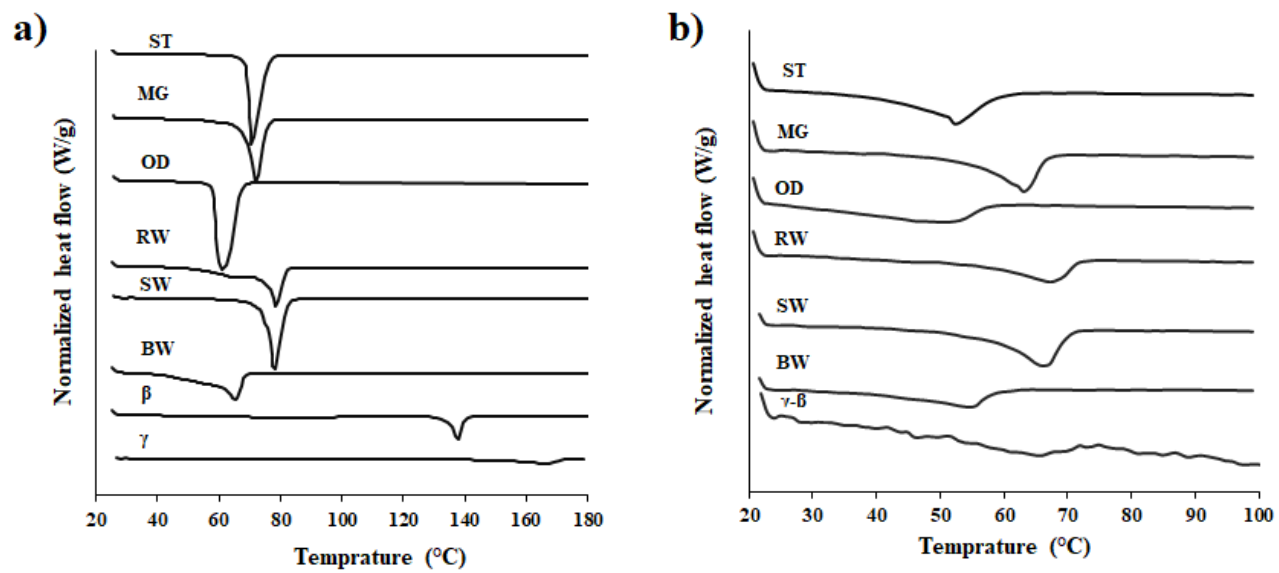 a)
Normalized heat flow (W/g)
ST
MG
OD
RW
SW
BW
β
γ
20 40 60 80 100 120 140 160 180
Temprature (°C)
b)
Normalized heat flow (W/g)
ST
MG
OD
RW
SW
BW
γ-β
20 30 40 50 60 70 80 90 100
Temprature (°C)